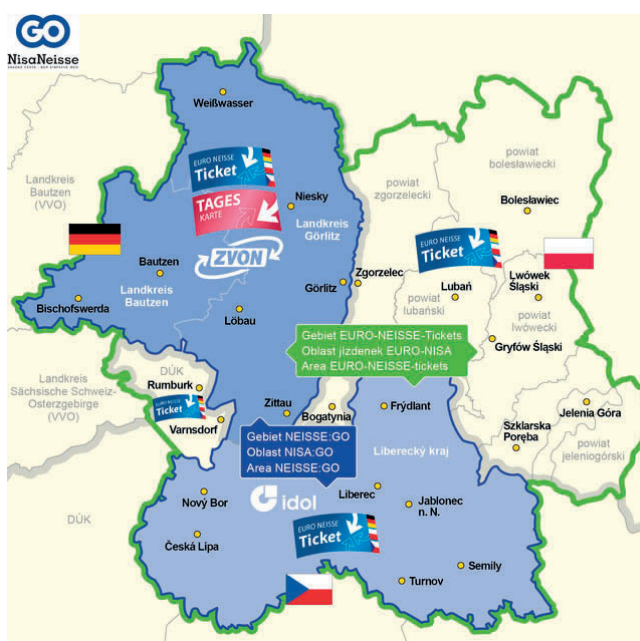 GO
NisaNeisse
Weißwasser
Landkreis
Bautzen
(VVO)
EURO NEISSE
Ticket
TAGES
KARTE
Niesky
Landkreis
Görlitz
ZVON
Bautzen
Landkreis
Bautzen
Bischofswerda
Görlitz
Löbau
powiat
bolesławiecki
powiat
zgorzelecki
Bolesławiec
EURO NEISSE
Ticket
Zgorzelec
Lubań
Lwówek
Śląski
powiat
lubański
powiat
lwówecki
Gryfów Śląski
Gebiet EURO-NEISSE-Tickets
Oblast jízdenek EURO-NISA
Area EURO-NEISSE-tickets
Landkreis
Sächsische Schweiz-
Osterzgebirge
(VVO)
DÚK
Rumburk
EURO NEISSE
Ticket
Varnsdorf
Zittau
Bogatynia
Frýdlant
Szklarska
Poręba
Jelenia Góra
powiat
jeleniogórski
Gebiet NEISSE:GO
Oblast NISA:GO
Area NEISSE:GO
Liberecký kraj
Nový Bor
idol
Liberec
Jablonec
n. N.
DÚK
Česká Lipa
EURO NEISSE
Ticket
Semily
Turnov